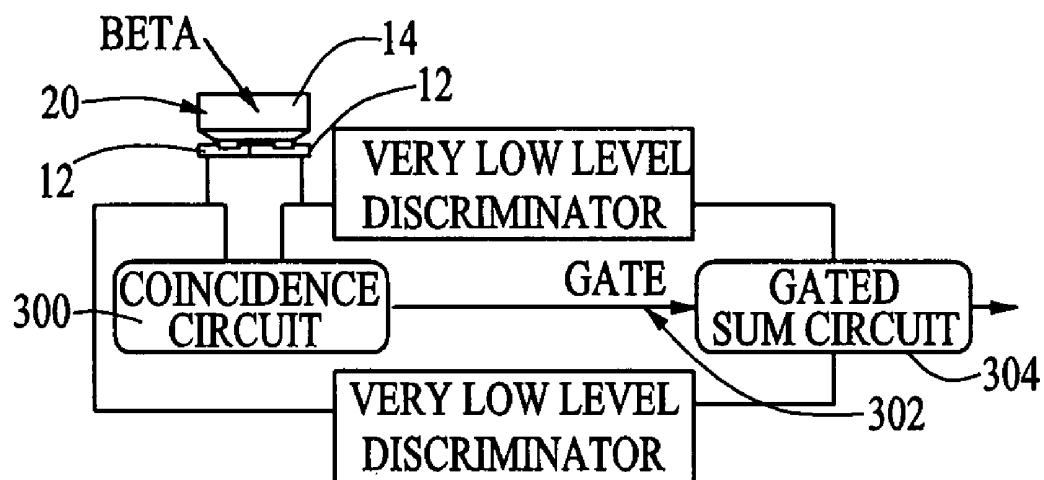 BETA
14
20
12
12
VERY LOW LEVEL
DISCRIMINATOR
COINCIDENCE
CIRCUIT
300
GATE
GATED
SUM CIRCUIT
304
302
VERY LOW LEVEL
DISCRIMINATOR